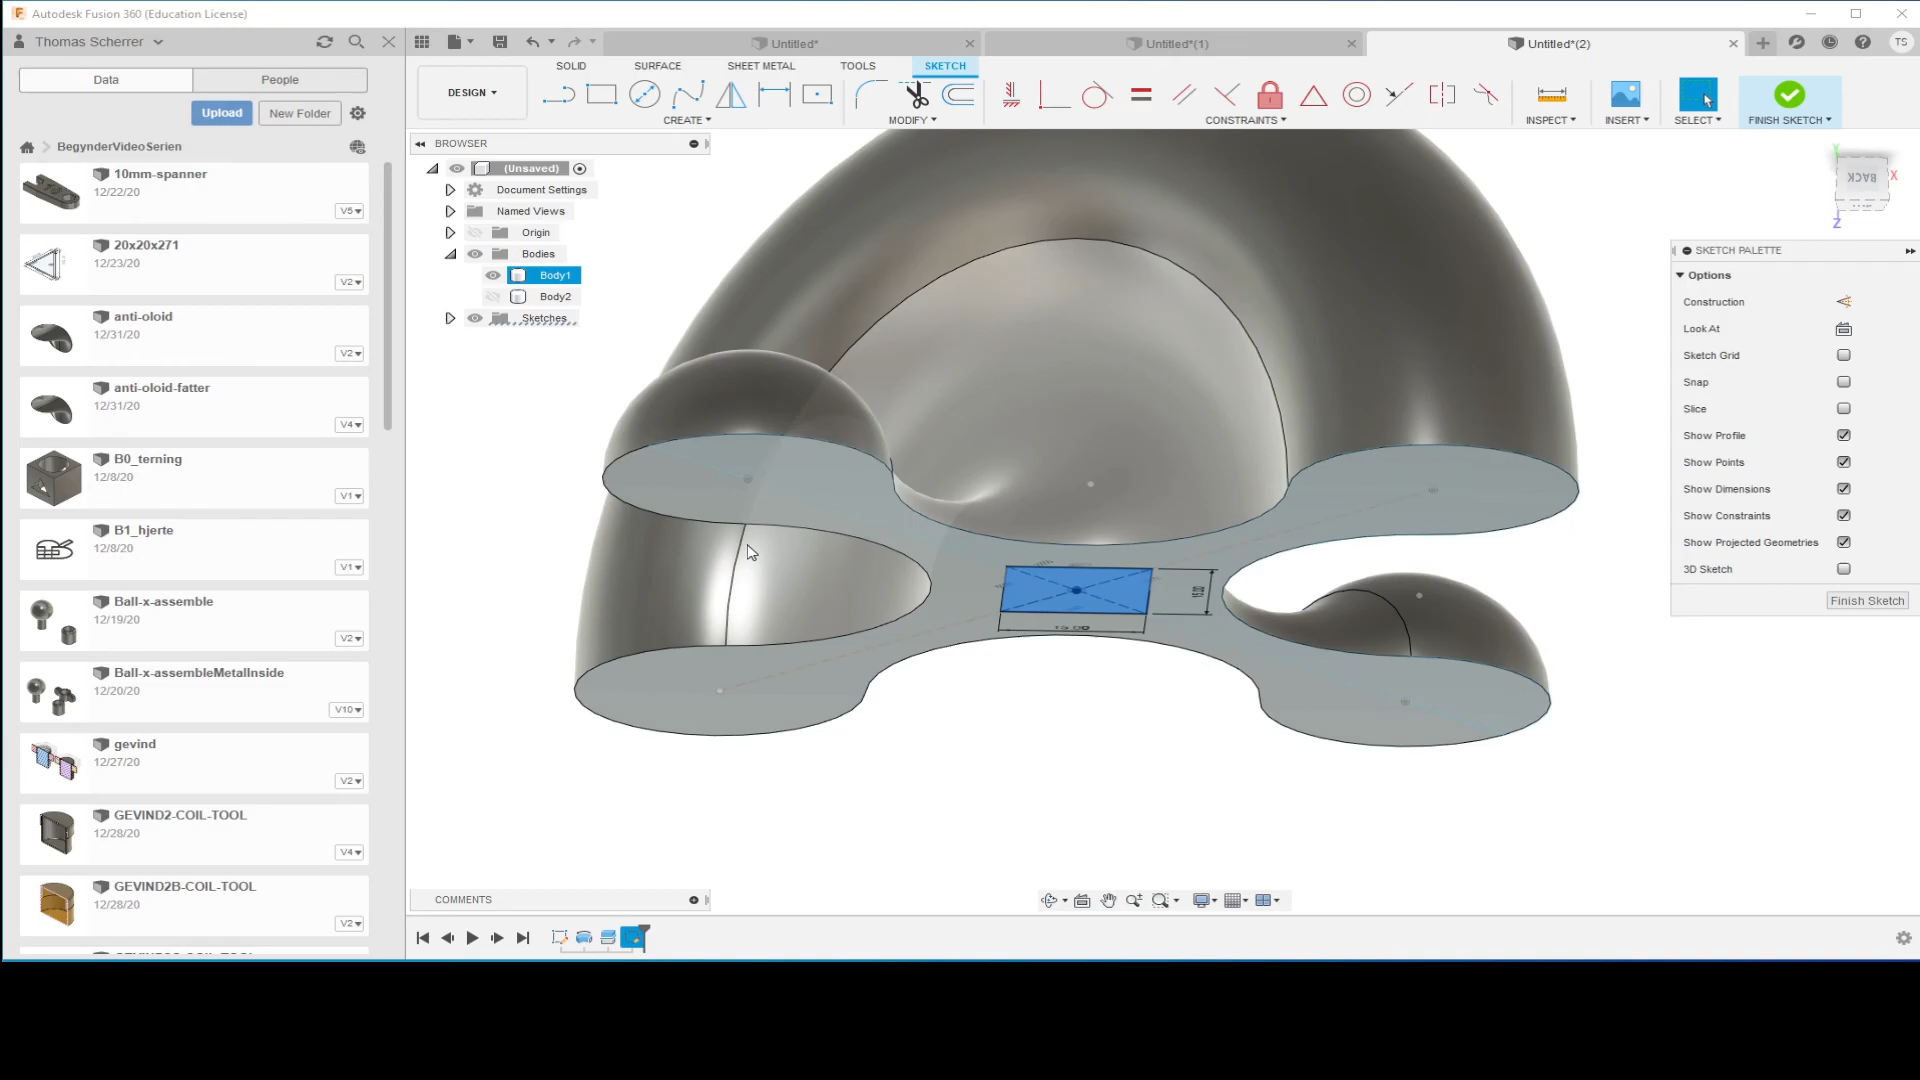 Autodesk Fusion 360 (Education License)
Thomas Scherrer
Untitled*
Untitled*(1)
Untitled*(2)
TS
Data
People
SOLID
SURFACE
SHEET METAL
TOOLS
SKETCH
DESIGN
Upload
New Folder
CREATE
MODIFY
CONSTRAINTS
INSPECT
INSERT
SELECT
FINISH SKETCH
BegynderVideoSerien
BROWSER
(Unsaved)
Document Settings
Named Views
Origin
Bodies
Body1
Body2
Sketches
10mm-spanner
12/22/20
V5
20x20x271
12/23/20
V2
anti-oloid
12/31/20
V2
anti-oloid-fatter
12/31/20
V4
B0_terning
12/8/20
V1
B1_hjerte
12/8/20
V1
Ball-x-assemble
12/19/20
V2
Ball-x-assembleMetalInside
12/20/20
V10
gevind
12/27/20
V2
GEVIND2-COIL-TOOL
12/28/20
V4
GEVIND2B-COIL-TOOL
12/28/20
V2
Y
BACK
X
Z
SKETCH PALETTE
Options
Construction
Look At
Sketch Grid
Snap
Slice
Show Profile
Show Points
Show Dimensions
Show Constraints
Show Projected Geometries
3D Sketch
Finish Sketch
15.00
15.00
COMMENTS